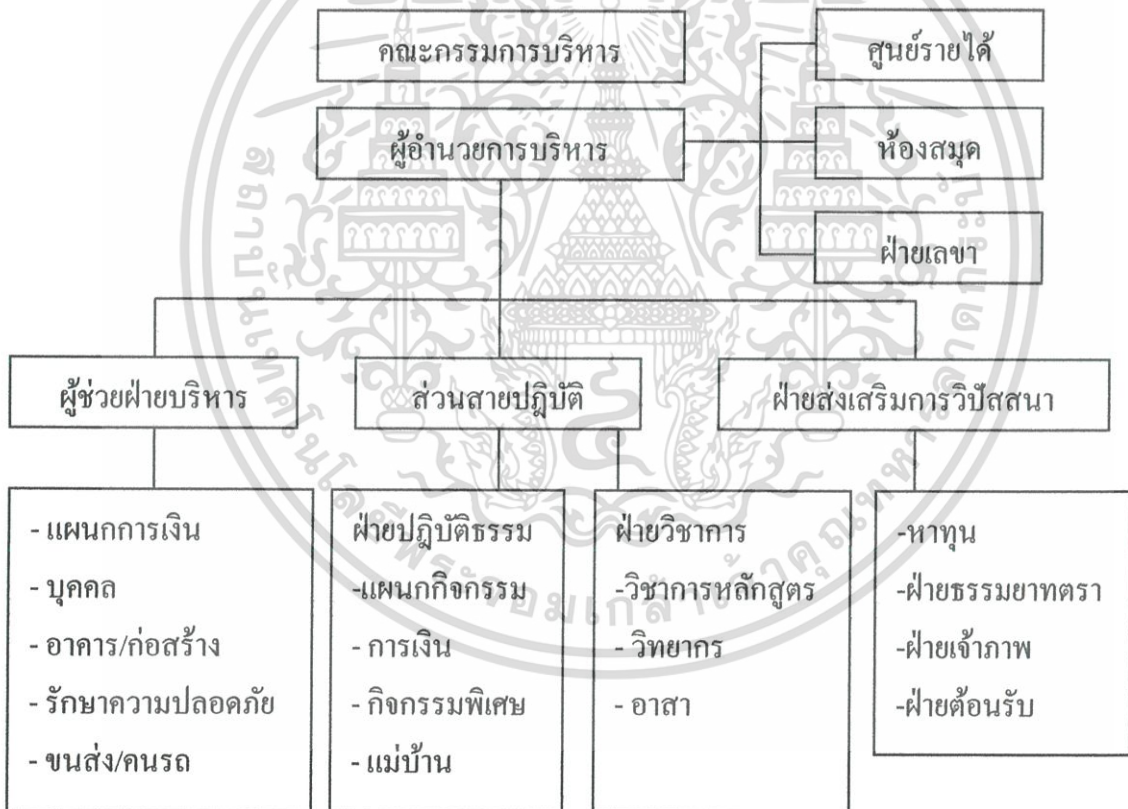 คณะกรรมการบริหาร
ศูนย์รายได้
ผู้อำนวยการบริหาร
ห้องสมุด
ฝ่ายเลขา
ผู้ช่วยฝ่ายบริหาร
ส่วนสายปฎิบัติ
ฝ่ายส่งเสริมการวิปัสสนา
- แผนกการเงิน
- บุคคล
- อาคาร/ก่อสร้าง
- รักษาความปลอดภัย
- ขนส่ง/คนรถ
ฝ่ายปฎิบัติธรรม
-แผนกกิจกรรม
- การเงิน
- กิจกรรมพิเศษ
- แม่บ้าน
ฝ่ายวิชาการ
-วิชาการหลักสูตร
- วิทยากร
- อาสา
-หาทุน
-ฝ่ายธรรมยาทตรา
-ฝ่ายเจ้าภาพ
-ฝ่ายต้อนรับ